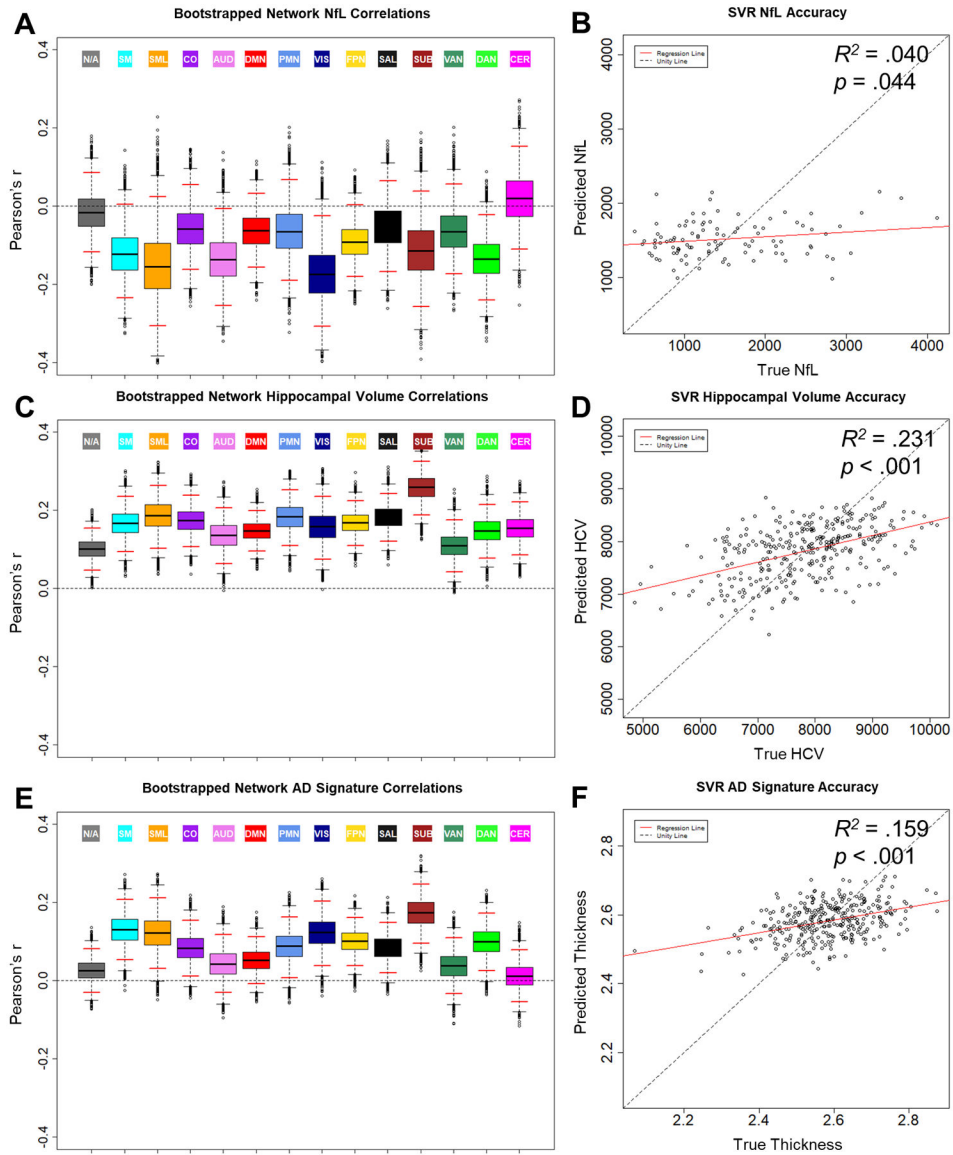 A
Bootstrapped Network NfL Correlations
N/A SM SML CO AUD DMN PMN VIS FPN SAL SUB VAN DAN CER
Pearson's r
0.4
0.2
0.0
-0.2
-0.4
B
SVR NfL Accuracy
Regression Line
Unity Line
R² = .040
p = .044
Predicted NfL
4000
3000
2000
1000
1000 2000 3000 4000
True NfL
C
Bootstrapped Network Hippocampal Volume Correlations
N/A SM SML CO AUD DMN PMN VIS FPN SAL SUB VAN DAN CER
Pearson's r
0.4
0.2
0.0
-0.2
-0.4
D
SVR Hippocampal Volume Accuracy
Regression Line
Unity Line
R² = .231
p < .001
Predicted HCV
10000
9000
8000
7000
6000
5000
5000 6000 7000 8000 9000 10000
True HCV
E
Bootstrapped Network AD Signature Correlations
N/A SM SML CO AUD DMN PMN VIS FPN SAL SUB VAN DAN CER
Pearson's r
0.4
0.2
0.0
-0.2
-0.4
F
SVR AD Signature Accuracy
Regression Line
Unity Line
R² = .159
p < .001
Predicted Thickness
2.8
2.6
2.4
2.2
2.2 2.4 2.6 2.8
True Thickness